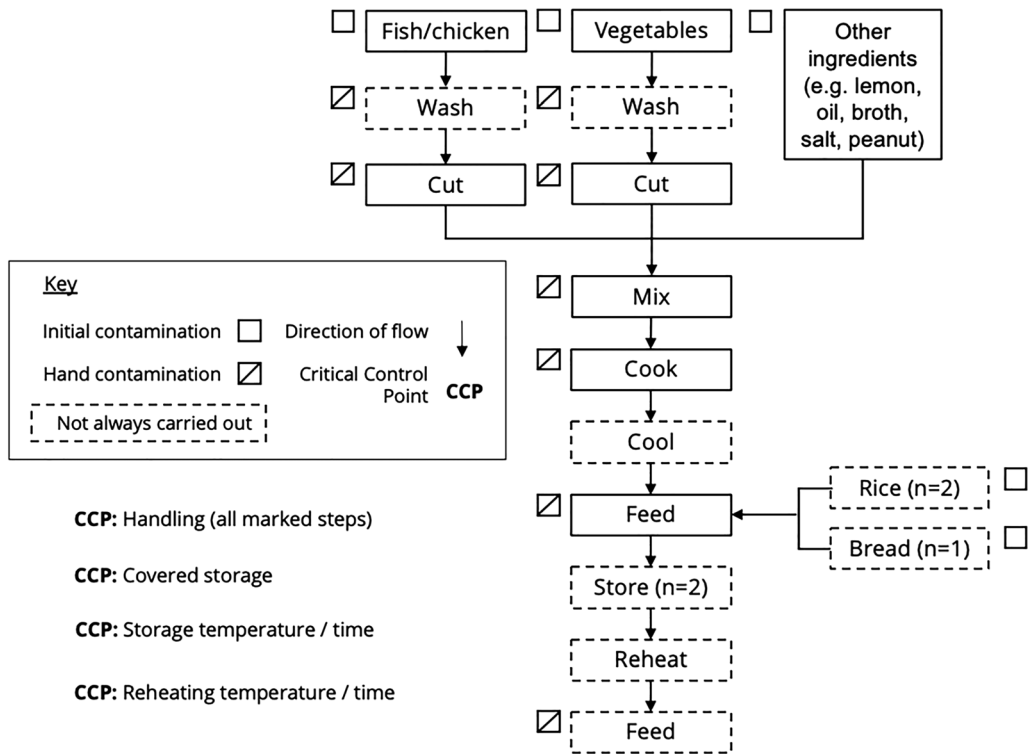 Fish/chicken
Vegetables
Other
ingredients
(e.g. lemon,
oil, broth,
salt, peanut)
Wash
Wash
Cut
Cut
Mix
Key
Initial contamination
Direction of flow
Hand contamination
Critical Control
Point
CCP
Not always carried out
Cook
Cool
Feed
Rice (n=2)
Bread (n=1)
CCP: Handling (all marked steps)
CCP: Covered storage
CCP: Storage temperature / time
CCP: Reheating temperature / time
Store (n=2)
Reheat
Feed